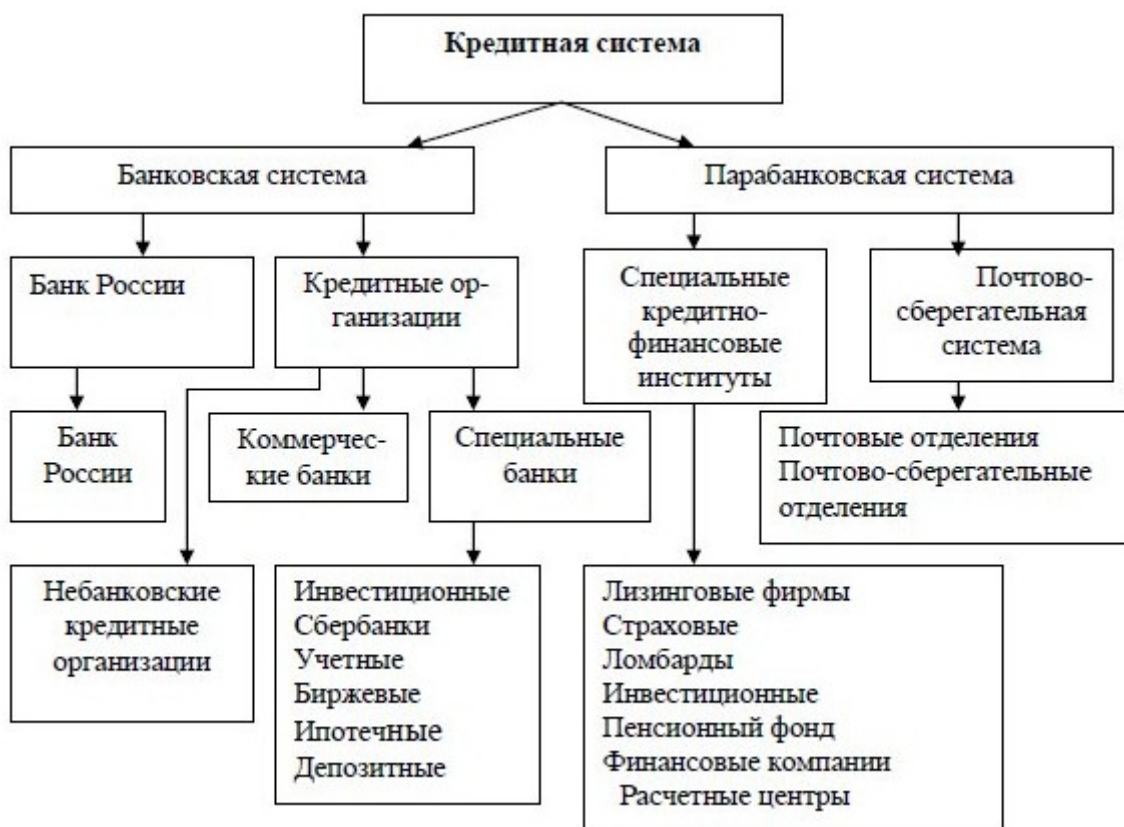 Кредитная система
Банковская система
Парабанковская система
Банк России
Кредитные ор-
ганизации
Специальные
кредитно-
финансовые
институты
Почтово-
сберегательная
система
Банк
России
Коммерчес-
кие банки
Специальные
банки
Почтовые отделения
Почтово-сберегательные
отделения
Небанковские
кредитные
организации
Инвестиционные
Сбербанки
Учетные
Биржевые
Ипотечные
Депозитные
Лизинговые фирмы
Страховые
Ломбарды
Инвестиционные
Пенсионный фонд
Финансовые компании
Расчетные центры